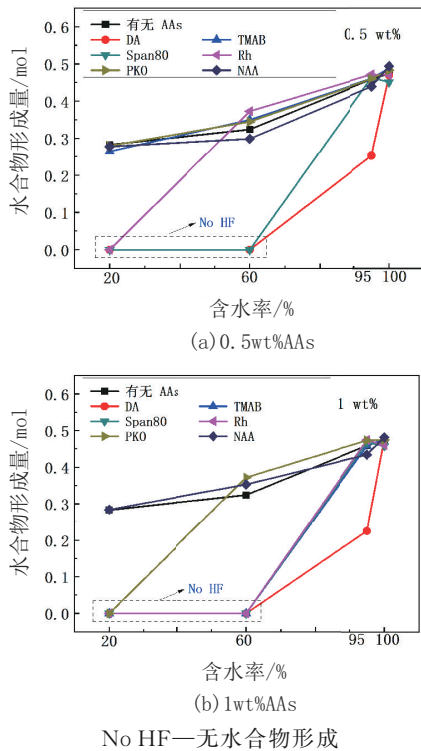 0.5 wt%
有无 AAs
DA TMAB
Span80 Rh
PKO NAA
水合物形成量/mol
0.6
0.5
0.4
0.3
0.2
0.1
0.0
No HF
20 60 95 100
含水率/%
(a)0.5wt%AAs
1 wt%
有无 AAs
DA TMAB
Span80 Rh
PKO NAA
水合物形成量/mol
0.6
0.5
0.4
0.3
0.2
0.1
0.0
No HF
20 60 95 100
含水率/%
(b)1wt%AAs
No HF—无水合物形成